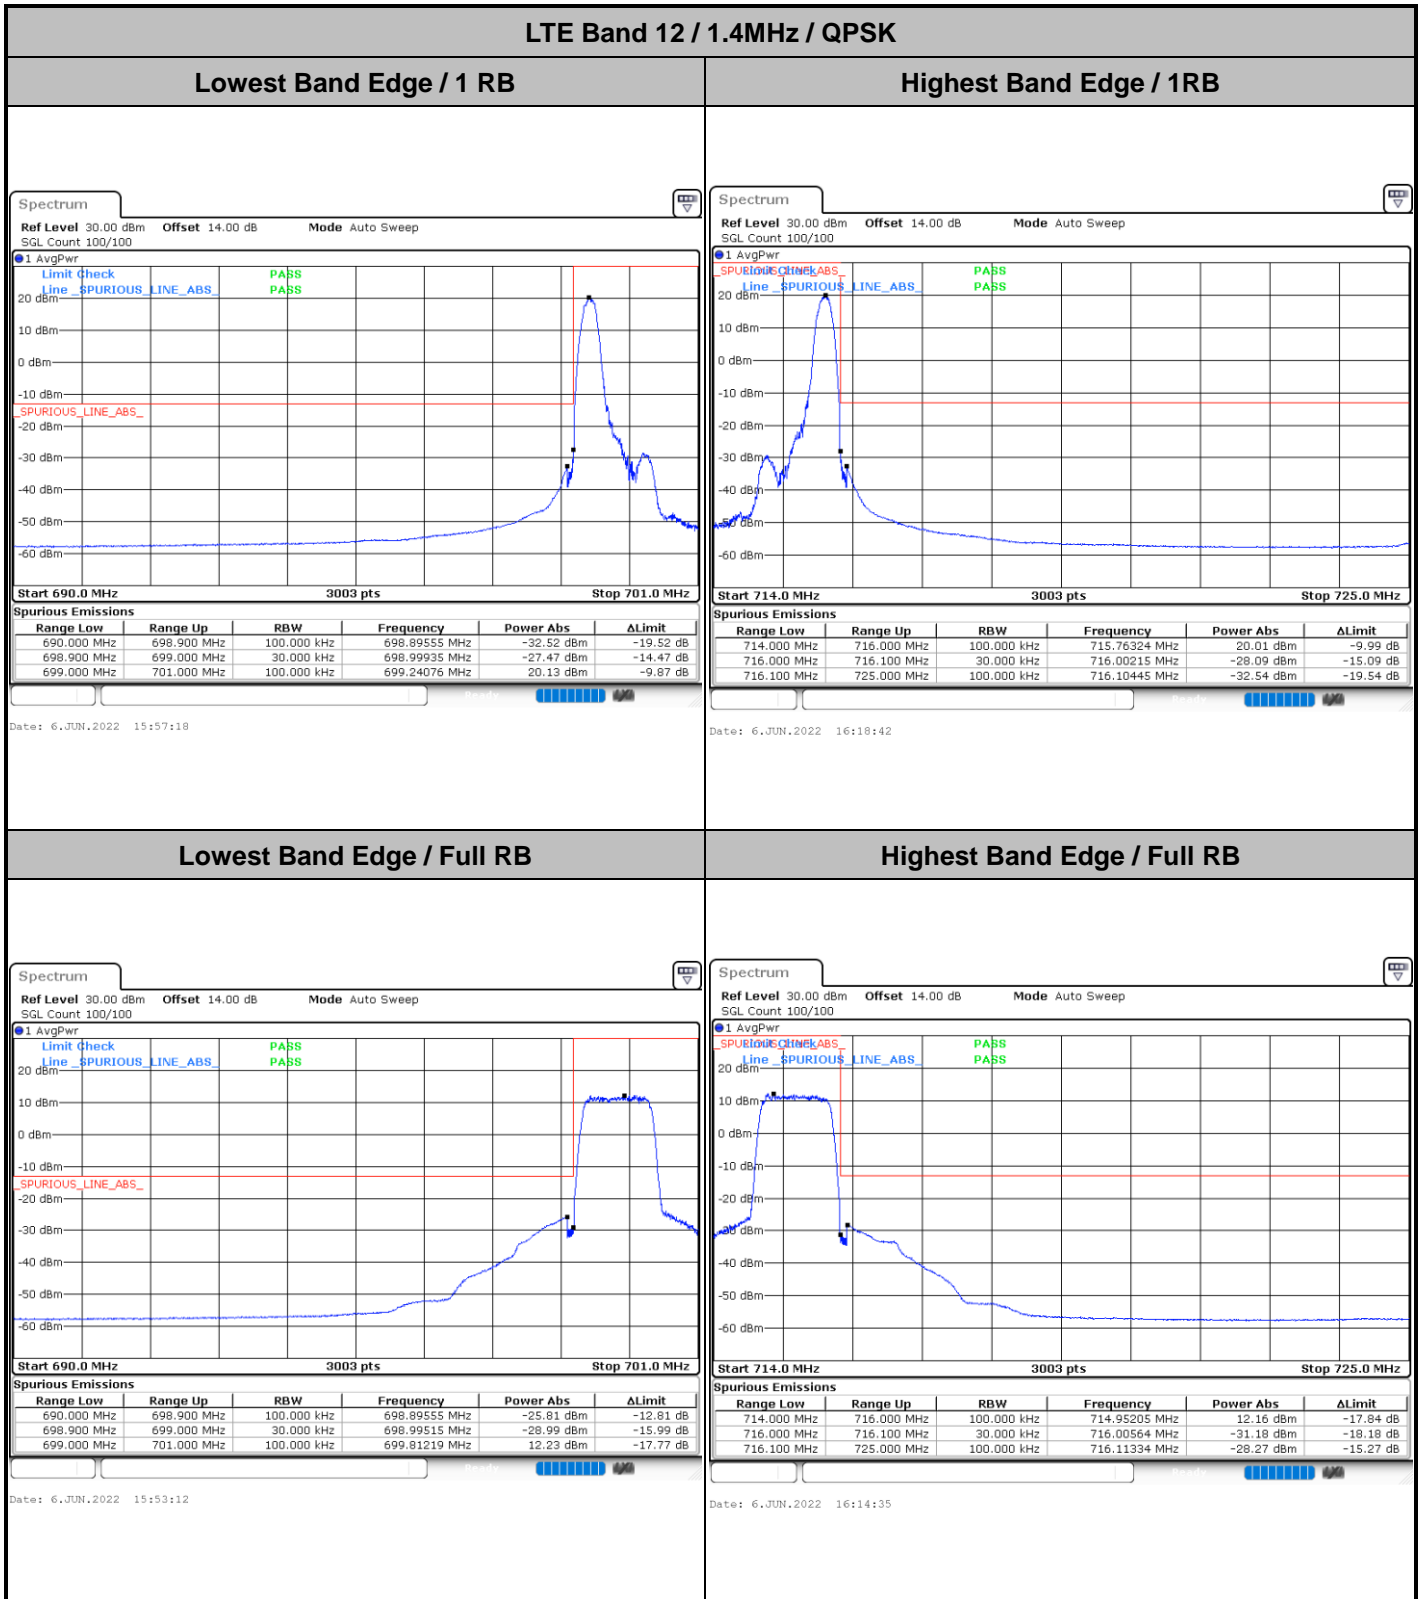 LTE Band 12 / 1.4MHz / QPSK
Lowest Band Edge / 1 RB
Highest Band Edge / 1RB
Spectrum
Ref Level 30.00 dBm Offset 14.00 dB Mode Auto Sweep
SGL Count 100/100
1 AvgPwr
Limit Check PASS
Line _SPURIOUS_LINE_ABS_ PASS
20 dBm
10 dBm
0 dBm
-10 dBm
_SPURIOUS_LINE_ABS_
-20 dBm
-30 dBm
-40 dBm
-50 dBm
-60 dBm
Start 690.0 MHz 3003 pts Stop 701.0 MHz
Spurious Emissions
Range Low Range Up RBW Frequency Power Abs ΔLimit
690.000 MHz 698.900 MHz 100.000 kHz 698.89555 MHz -32.52 dBm -19.52 dB
698.900 MHz 699.000 MHz 30.000 kHz 698.99935 MHz -27.47 dBm -14.47 dB
699.000 MHz 701.000 MHz 100.000 kHz 699.24076 MHz 20.13 dBm -9.87 dB
Ready
Date: 6.JUN.2022 15:57:18
Spectrum
Ref Level 30.00 dBm Offset 14.00 dB Mode Auto Sweep
SGL Count 100/100
1 AvgPwr
_SPURIOUS_LINE_ABS_
Limit Check PASS
Line _SPURIOUS_LINE_ABS_ PASS
20 dBm
10 dBm
0 dBm
-10 dBm
-20 dBm
-30 dBm
-40 dBm
-50 dBm
-60 dBm
Start 714.0 MHz 3003 pts Stop 725.0 MHz
Spurious Emissions
Range Low Range Up RBW Frequency Power Abs ΔLimit
714.000 MHz 716.000 MHz 100.000 kHz 715.76324 MHz 20.01 dBm -9.99 dB
716.000 MHz 716.100 MHz 30.000 kHz 716.00215 MHz -28.09 dBm -15.09 dB
716.100 MHz 725.000 MHz 100.000 kHz 716.10445 MHz -32.54 dBm -19.54 dB
Ready
Date: 6.JUN.2022 16:18:42
Lowest Band Edge / Full RB
Highest Band Edge / Full RB
Spectrum
Ref Level 30.00 dBm Offset 14.00 dB Mode Auto Sweep
SGL Count 100/100
1 AvgPwr
Limit Check PASS
Line _SPURIOUS_LINE_ABS_ PASS
20 dBm
10 dBm
0 dBm
-10 dBm
_SPURIOUS_LINE_ABS_
-20 dBm
-30 dBm
-40 dBm
-50 dBm
-60 dBm
Start 690.0 MHz 3003 pts Stop 701.0 MHz
Spurious Emissions
Range Low Range Up RBW Frequency Power Abs ΔLimit
690.000 MHz 698.900 MHz 100.000 kHz 698.89555 MHz -25.81 dBm -12.81 dB
698.900 MHz 699.000 MHz 30.000 kHz 698.99515 MHz -28.99 dBm -15.99 dB
699.000 MHz 701.000 MHz 100.000 kHz 699.81219 MHz 12.23 dBm -17.77 dB
Ready
Date: 6.JUN.2022 15:53:12
Spectrum
Ref Level 30.00 dBm Offset 14.00 dB Mode Auto Sweep
SGL Count 100/100
1 AvgPwr
_SPURIOUS_LINE_ABS_
Limit Check PASS
Line _SPURIOUS_LINE_ABS_ PASS
20 dBm
10 dBm
0 dBm
-10 dBm
-20 dBm
-30 dBm
-40 dBm
-50 dBm
-60 dBm
Start 714.0 MHz 3003 pts Stop 725.0 MHz
Spurious Emissions
Range Low Range Up RBW Frequency Power Abs ΔLimit
714.000 MHz 716.000 MHz 100.000 kHz 714.95205 MHz 12.16 dBm -17.84 dB
716.000 MHz 716.100 MHz 30.000 kHz 716.00564 MHz -31.18 dBm -18.18 dB
716.100 MHz 725.000 MHz 100.000 kHz 716.11334 MHz -28.27 dBm -15.27 dB
Ready
Date: 6.JUN.2022 16:14:35